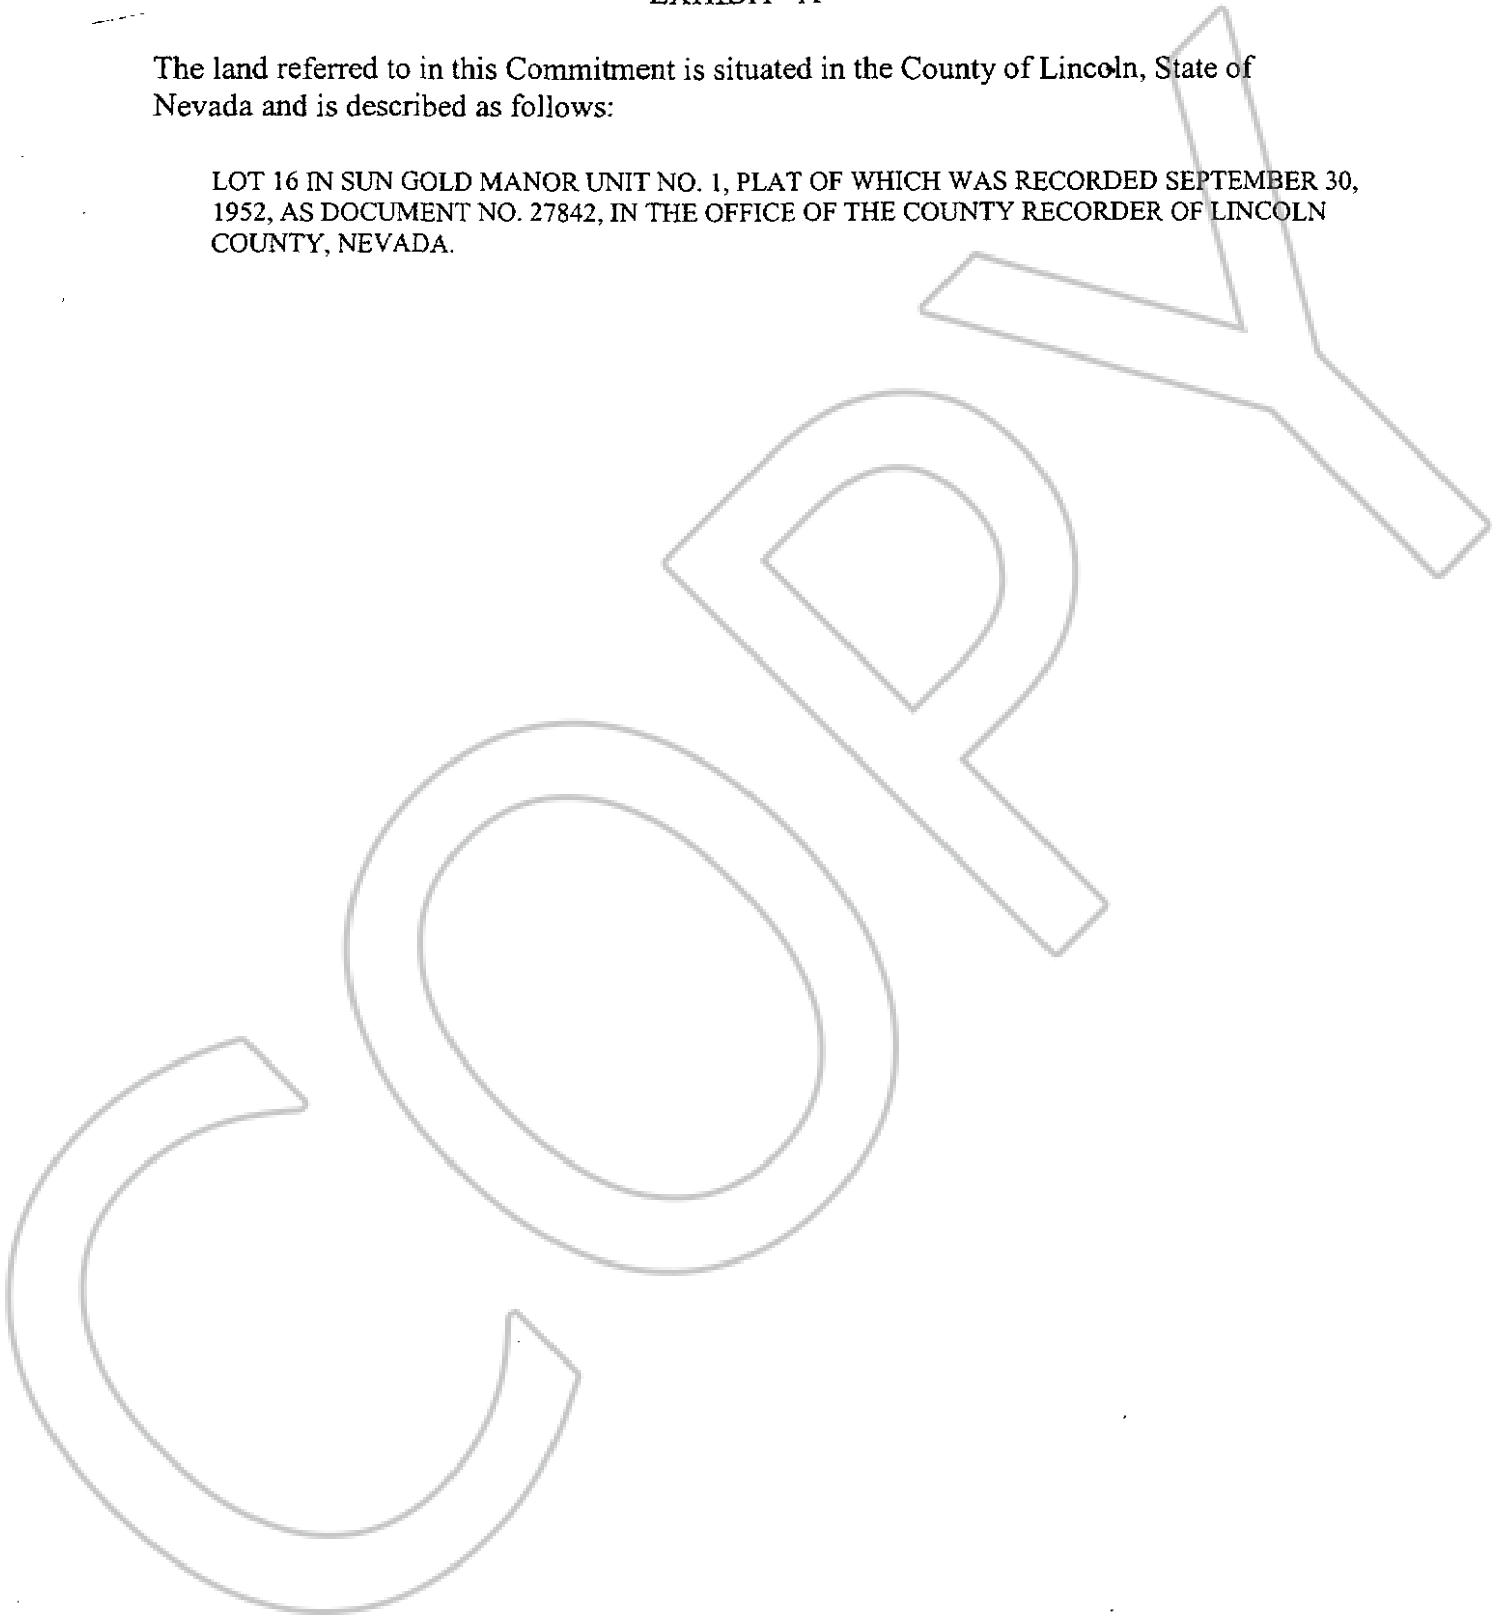 EXHIBIT "A"
The land referred to in this Commitment is situated in the County of Lincoln, State of
Nevada and is described as follows:
LOT 16 IN SUN GOLD MANOR UNIT NO. 1, PLAT OF WHICH WAS RECORDED SEPTEMBER 30,
1952, AS DOCUMENT NO. 27842, IN THE OFFICE OF THE COUNTY RECORDER OF LINCOLN
COUNTY, NEVADA.
COPY